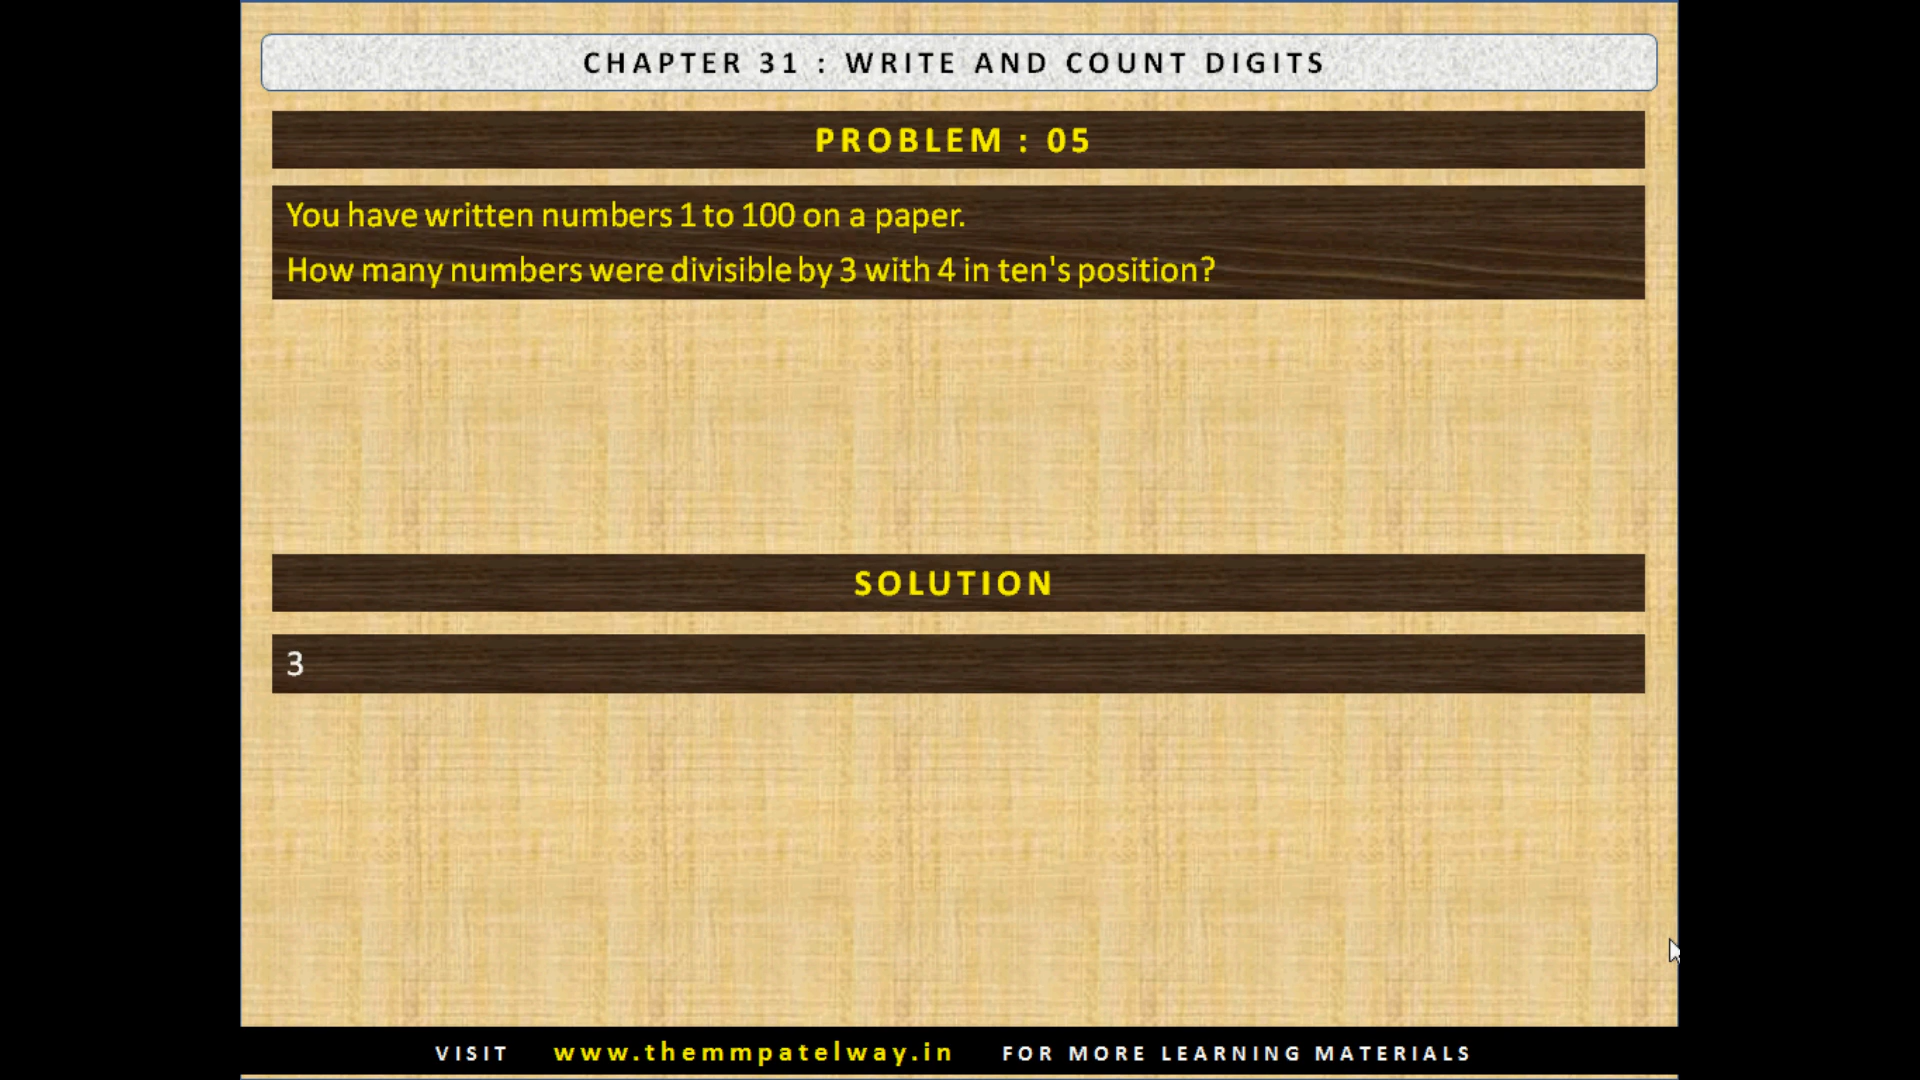 CHAPTER 31 : WRITE AND COUNT DIGITS
PROBLEM : 05
You have written numbers 1 to 100 on a paper.
How many numbers were divisible by 3 with 4 in ten's position?
SOLUTION
3
VISIT www.themmpatelway.in FOR MORE LEARNING MATERIALS